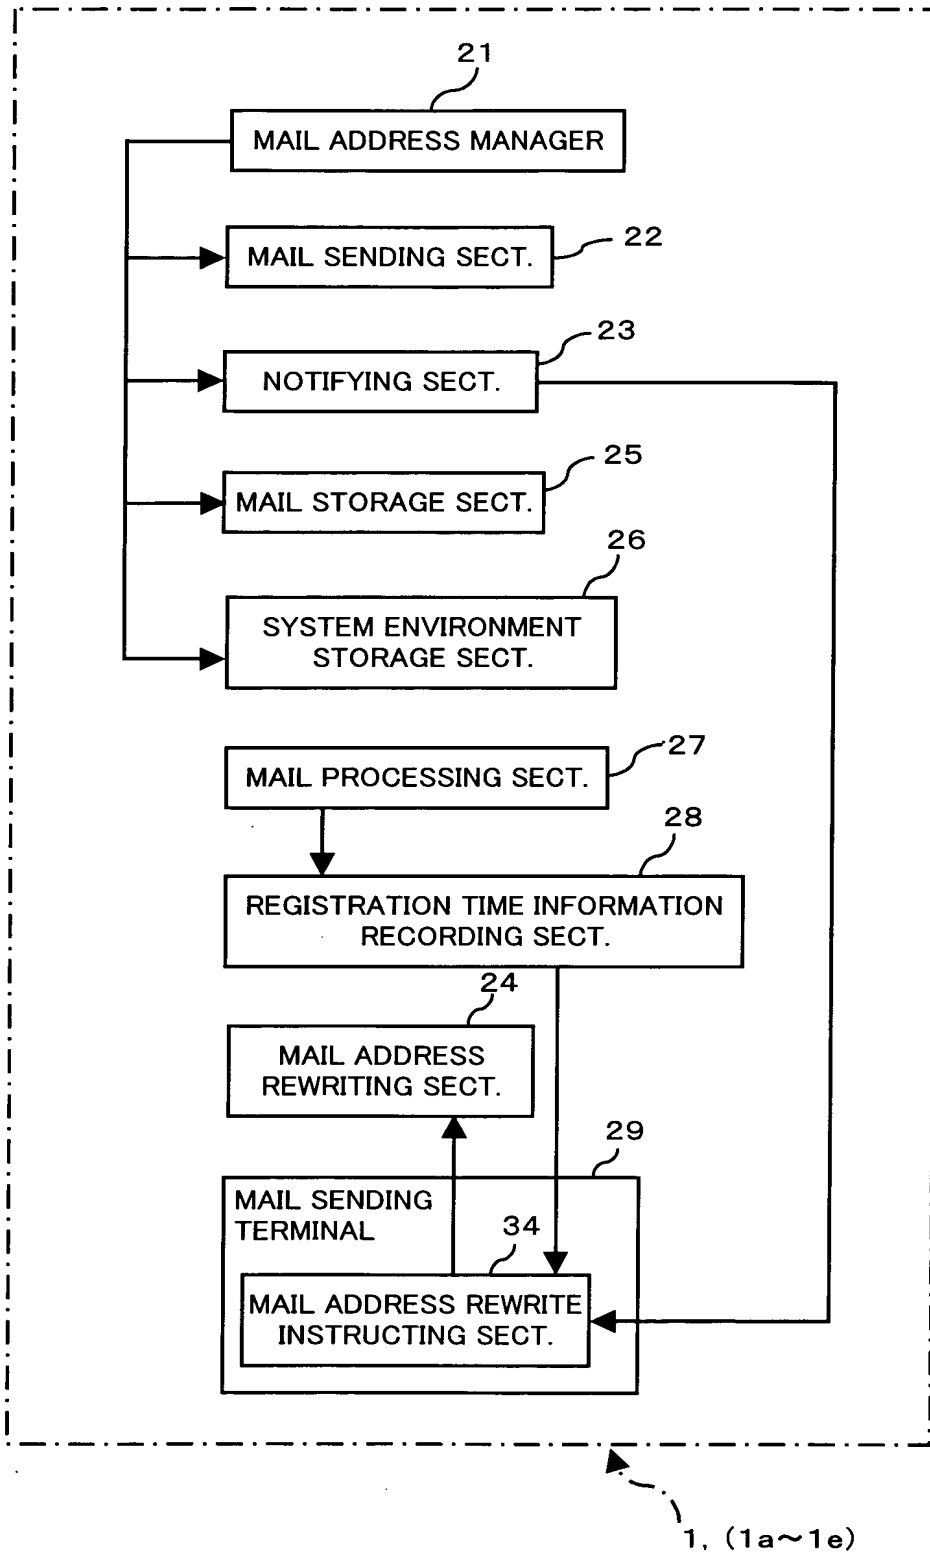 21
MAIL ADDRESS MANAGER
22
MAIL SENDING SECT.
23
NOTIFYING SECT.
25
MAIL STORAGE SECT.
26
SYSTEM ENVIRONMENT
STORAGE SECT.
27
MAIL PROCESSING SECT.
28
REGISTRATION TIME INFORMATION
RECORDING SECT.
24
MAIL ADDRESS
REWRITING SECT.
29
MAIL SENDING
TERMINAL
34
MAIL ADDRESS REWRITE
INSTRUCTING SECT.
1, (1a~1e)